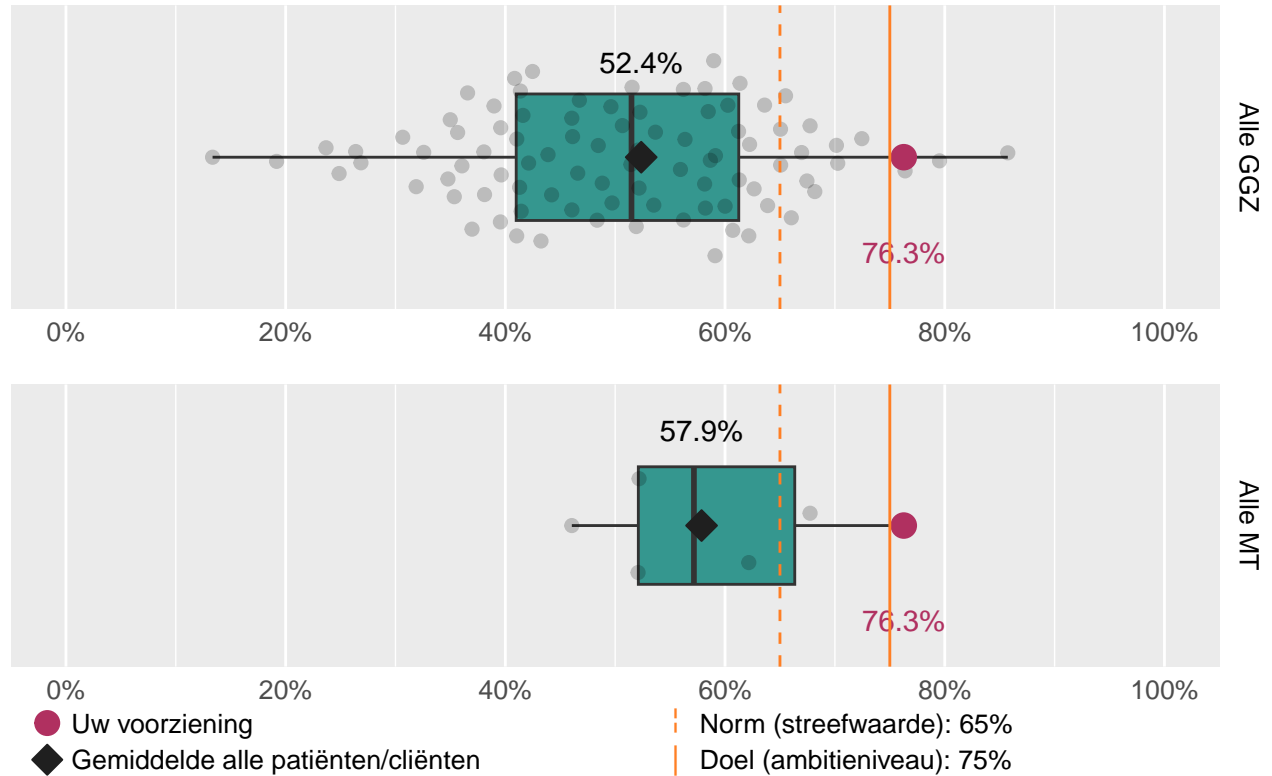 52.4%
Alle GGZ
76.3%
0% 20% 40% 60% 80% 100%
57.9%
Alle MT
76.3%
0% 20% 40% 60% 80% 100%
Uw voorziening
Norm (streefwaarde): 65%
Gemiddelde alle patiënten/cliënten
Doel (ambitieniveau): 75%